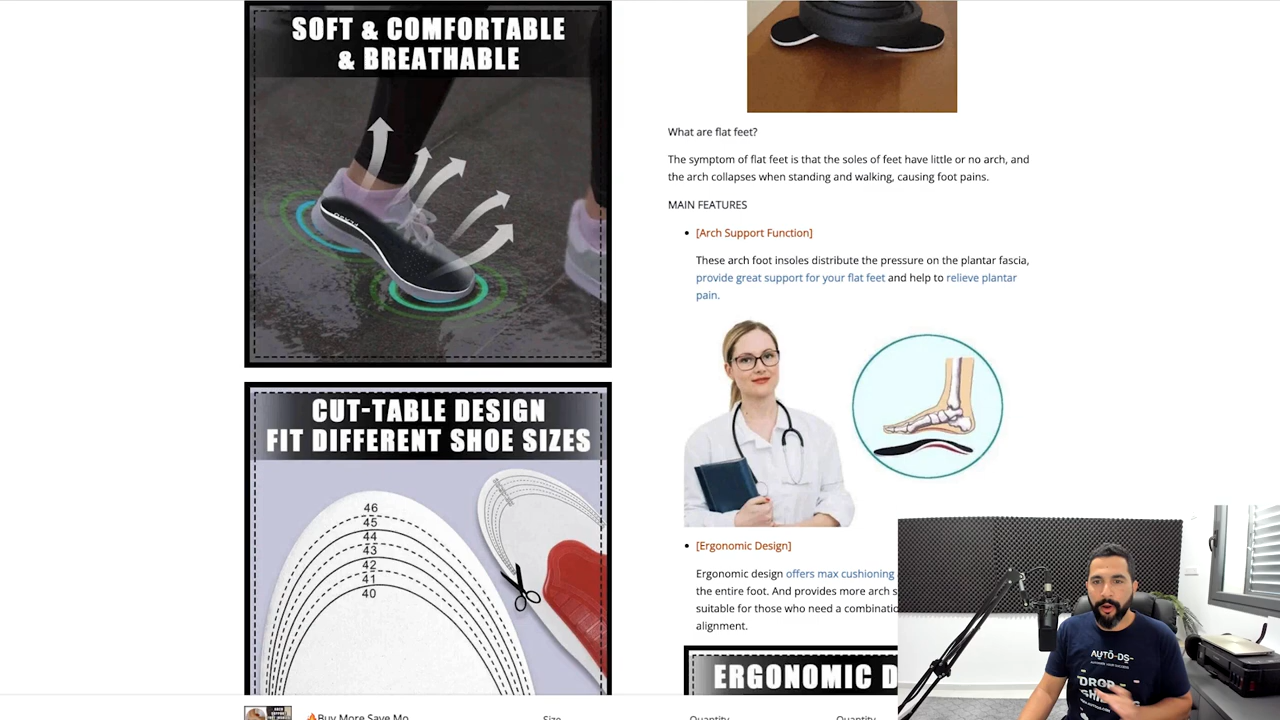 SOFT & COMFORTABLE
& BREATHABLE
CUT-TABLE DESIGN
FIT DIFFERENT SHOE SIZES
46
45
44
43
42
41
40
What are flat feet?
The symptom of flat feet is that the soles of feet have little or no arch, and
the arch collapses when standing and walking, causing foot pains.
MAIN FEATURES
• [Arch Support Function]
These arch foot insoles distribute the pressure on the plantar fascia,
provide great support for your flat feet and help to relieve plantar
pain.
• [Ergonomic Design]
Ergonomic design offers max cushioning
the entire foot. And provides more arch s
suitable for those who need a combinatio
alignment.
ERGONOMIC D
AUTO-DS
DROP
Buy More Save Mo
Size
Quantity
Quantity